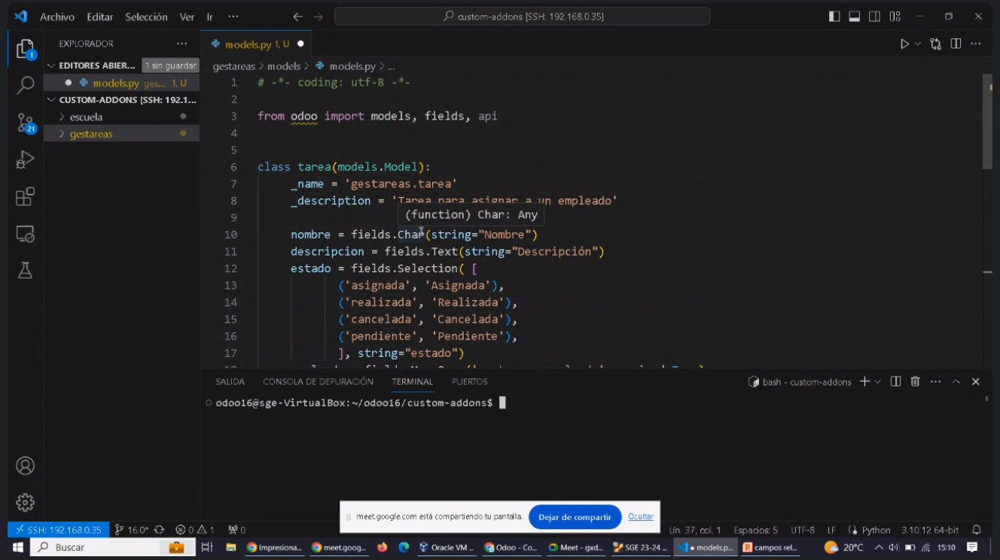 Archivo Editar Selección Ver Ir ··· custom-addons [SSH: 192.168.0.35]
EXPLORADOR ···
models.py 1, U
EDITORES ABIER... 1 sin guardar
models.py ges... 1, U
CUSTOM-ADDONS [SSH: 192.1...
escuela
gestareas
1
21
gestareas > models > models.py > ...
1 # -*- coding: utf-8 -*-
2
3 from odoo import models, fields, api
4
5
6 class tarea(models.Model):
7 _name = 'gestareas.tarea'
8 _description = 'Tarea para asignar a un empleado'
(function) Char: Any
9
10 nombre = fields.Char(string="Nombre")
11 descripcion = fields.Text(string="Descripción")
12 estado = fields.Selection( [
13 ('asignada', 'Asignada'),
14 ('realizada', 'Realizada'),
15 ('cancelada', 'Cancelada'),
16 ('pendiente', 'Pendiente'),
17 ], string="estado")
SALIDA CONSOLA DE DEPURACIÓN TERMINAL PUERTOS bash - custom-addons
odoo16@sge-VirtualBox:~/odoo16/custom-addons$
meet.google.com está compartiendo tu pantalla. Dejar de compartir Ocultar
SSH: 192.168.0.35 16.0* 0 1 0 Lín. 37, col. 1 Espacios: 5 UTF-8 LF Python 3.10.12 64-bit
Buscar Impresiona... meet.goog... Oracle VM ... Odoo - Co... Meet - gxd... SGE 23-24 ... models.p... campos rel... 20°C 15:10